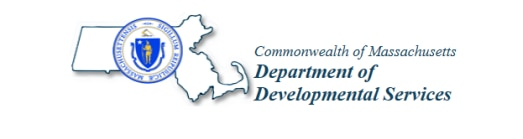 Commonwealth of Massachusetts
Department of
Developmental Services